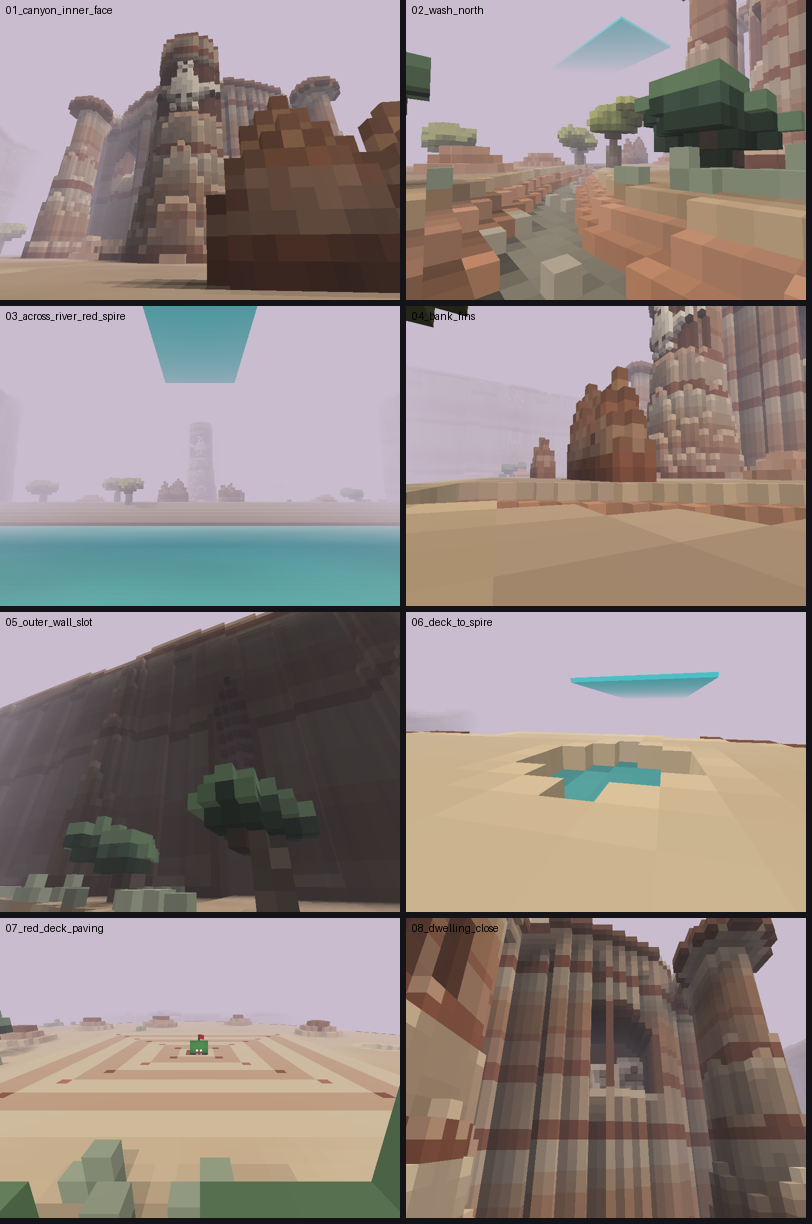 01_canyon_inner_face
02_wash_north
03_across_river_red_spire
04_bank_fins
05_outer_wall_slot
06_deck_to_spire
07_red_deck_paving
08_dwelling_close